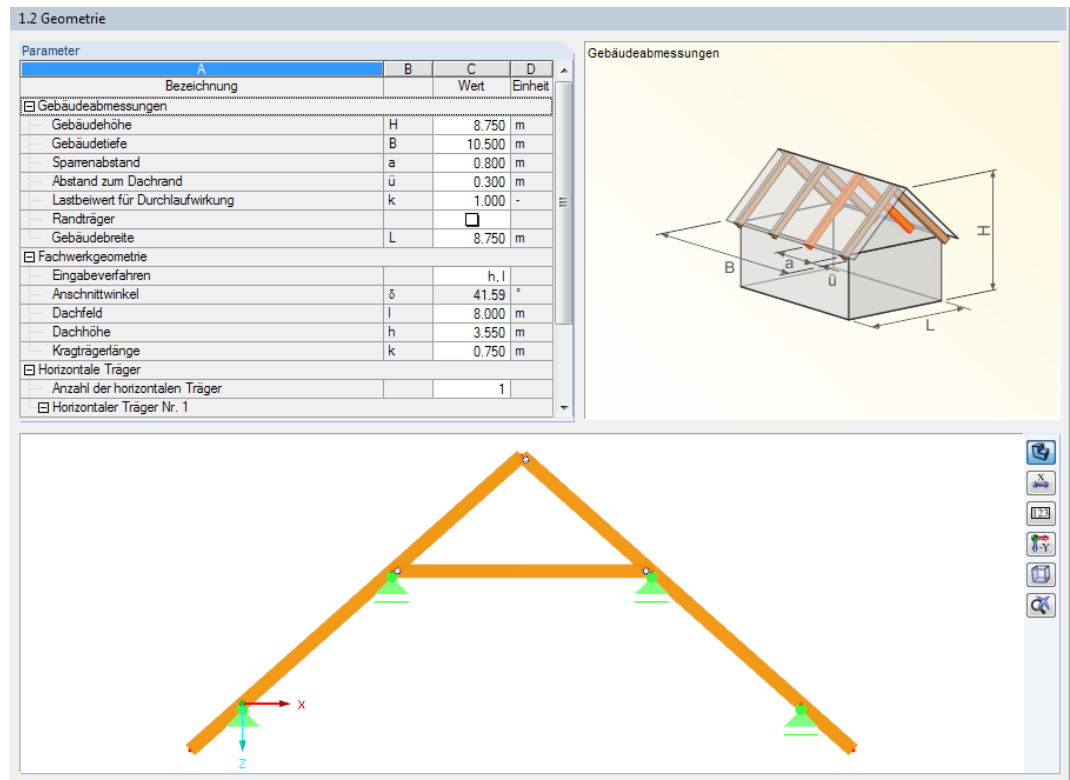 1.2 Geometrie
Parameter
A B C D
Bezeichnung Wert Einheit
Gebäudeabmessungen
Gebäudehöhe H 8.750 m
Gebäudetiefe B 10.500 m
Sparrenabstand a 0.800 m
Abstand zum Dachrand ü 0.300 m
Lastbeiwert für Durchlaufwirkung k 1.000 -
Randträger
Gebäudebreite L 8.750 m
Fachwerkgeometrie
Eingabeverfahren h, l
Anschnittwinkel δ 41.59 °
Dachfeld l 8.000 m
Dachhöhe h 3.550 m
Kragträgerlänge k 0.750 m
Horizontale Träger
Anzahl der horizontalen Träger 1
Horizontaler Träger Nr. 1
Gebäudeabmessungen
H
B
a
ü
L
X
123
-Y
X
Z